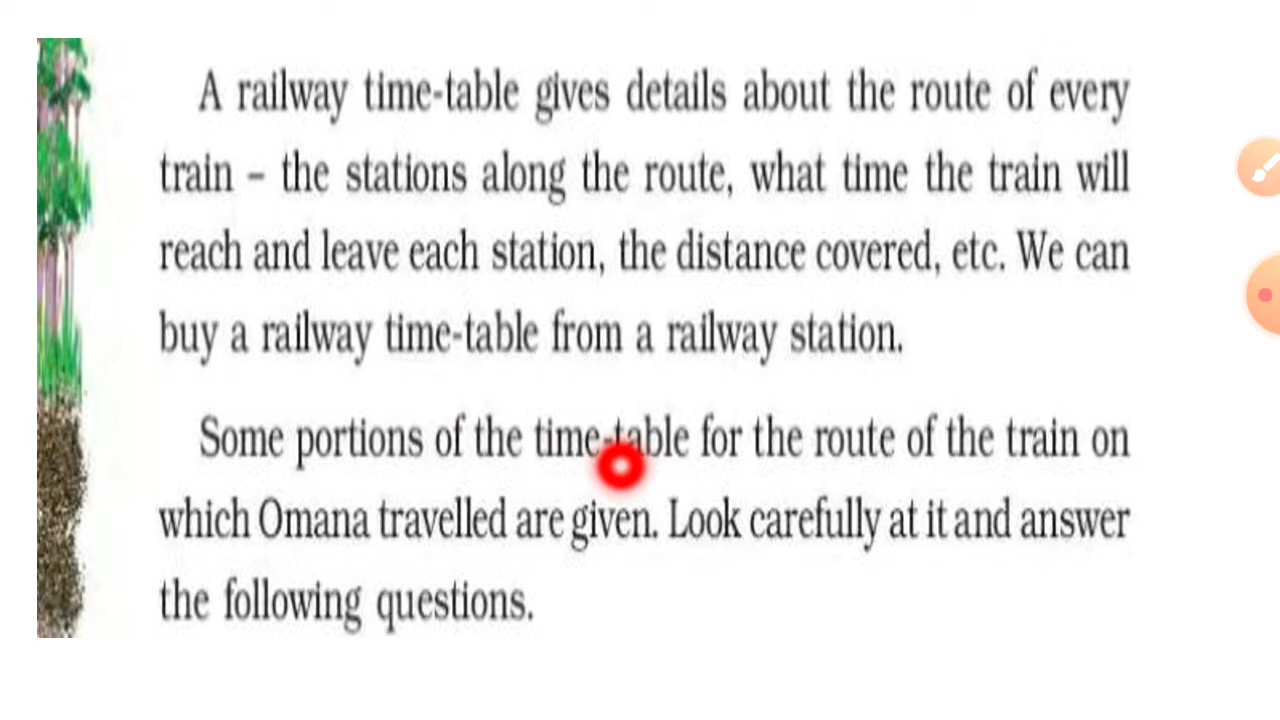 A railway time-table gives details about the route of every
train – the stations along the route, what time the train will
reach and leave each station, the distance covered, etc. We can
buy a railway time-table from a railway station.
Some portions of the time-table for the route of the train on
which Omana travelled are given. Look carefully at it and answer
the following questions.